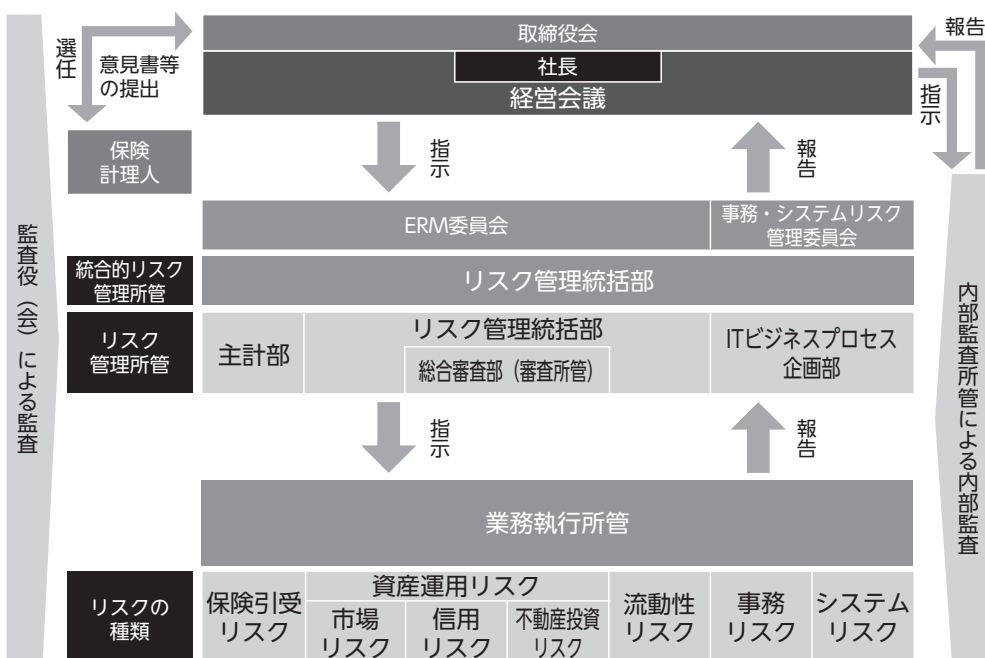 取締役会
社長
経営会議
選任
意見書等
の提出
報告
指示
保険
計理人
指示
報告
ERM委員会
事務・システムリスク
管理委員会
統合的リスク
管理所管
リスク管理統括部
リスク
管理所管
主計部
リスク管理統括部
総合審査部（審査所管）
ITビジネスプロセス
企画部
指示
報告
業務執行所管
リスクの
種類
保険引受
リスク
資産運用リスク
市場
リスク
信用
リスク
不動産投資
リスク
流動性
リスク
事務
リスク
システム
リスク
監査役（会）による監査
内部監査所管による内部監査